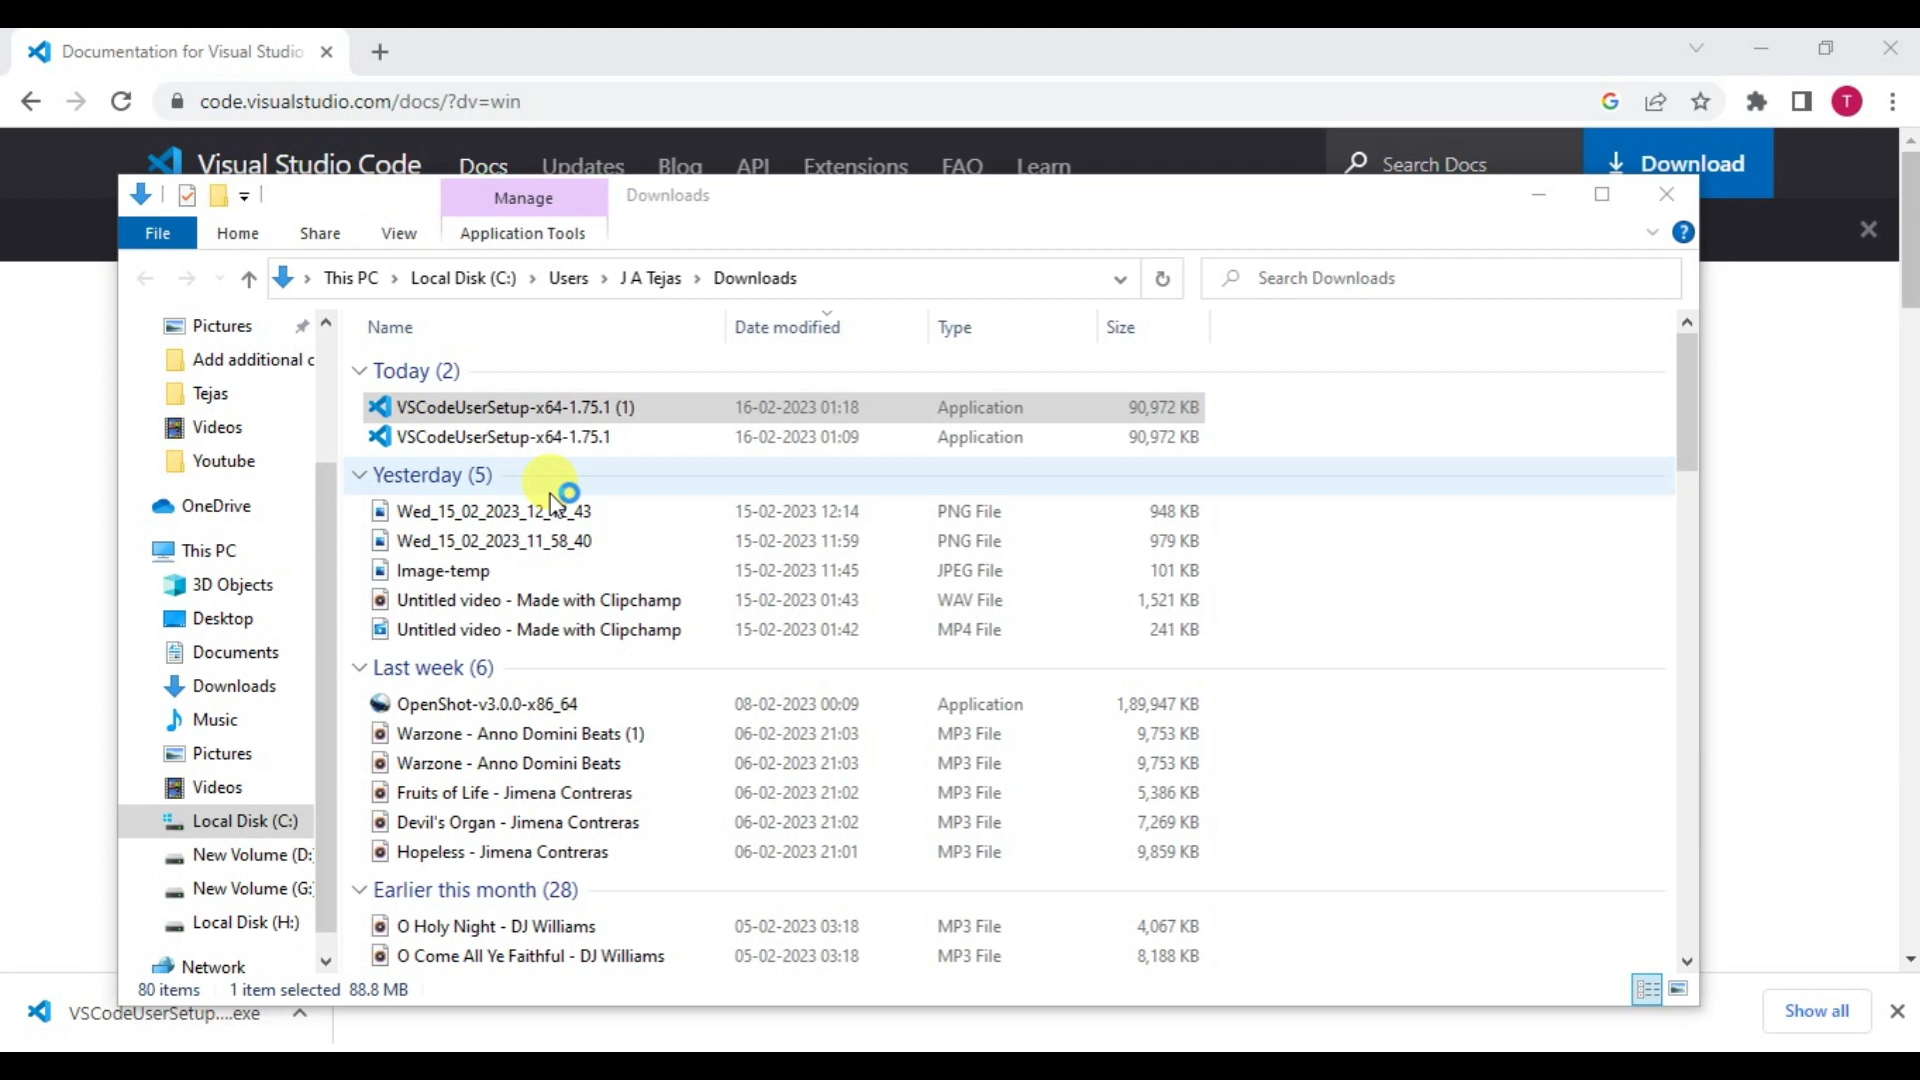 Documentation for Visual Studio
code.visualstudio.com/docs/?dv=win
T
Visual Studio Code Docs Updates Blog API Extensions FAQ Learn Search Docs Download
Manage Downloads
File Home Share View Application Tools
?
This PC Local Disk (C:) Users J A Tejas Downloads Search Downloads
Pictures
Add additional c
Tejas
Videos
Youtube
OneDrive
This PC
3D Objects
Desktop
Documents
Downloads
Music
Pictures
Videos
Local Disk (C:)
New Volume (D:
New Volume (G:
Local Disk (H:)
Network
Name Date modified Type Size
Today (2)
VSCodeUserSetup-x64-1.75.1 (1) 16-02-2023 01:18 Application 90,972 KB
VSCodeUserSetup-x64-1.75.1 16-02-2023 01:09 Application 90,972 KB
Yesterday (5)
15-02-2023 12:14 PNG File 948 KB
Wed_15_02_2023_11_58_40 15-02-2023 11:59 PNG File 979 KB
Image-temp 15-02-2023 11:45 JPEG File 101 KB
Untitled video - Made with Clipchamp 15-02-2023 01:43 WAV File 1,521 KB
Untitled video - Made with Clipchamp 15-02-2023 01:42 MP4 File 241 KB
Last week (6)
OpenShot-v3.0.0-x86_64 08-02-2023 00:09 Application 1,89,947 KB
Warzone - Anno Domini Beats (1) 06-02-2023 21:03 MP3 File 9,753 KB
Warzone - Anno Domini Beats 06-02-2023 21:03 MP3 File 9,753 KB
Fruits of Life - Jimena Contreras 06-02-2023 21:02 MP3 File 5,386 KB
Devil's Organ - Jimena Contreras 06-02-2023 21:02 MP3 File 7,269 KB
Hopeless - Jimena Contreras 06-02-2023 21:01 MP3 File 9,859 KB
Earlier this month (28)
O Holy Night - DJ Williams 05-02-2023 03:18 MP3 File 4,067 KB
O Come All Ye Faithful - DJ Williams 05-02-2023 03:18 MP3 File 8,188 KB
80 items 1 item selected 88.8 MB
VSCodeUserSetup....exe Show all